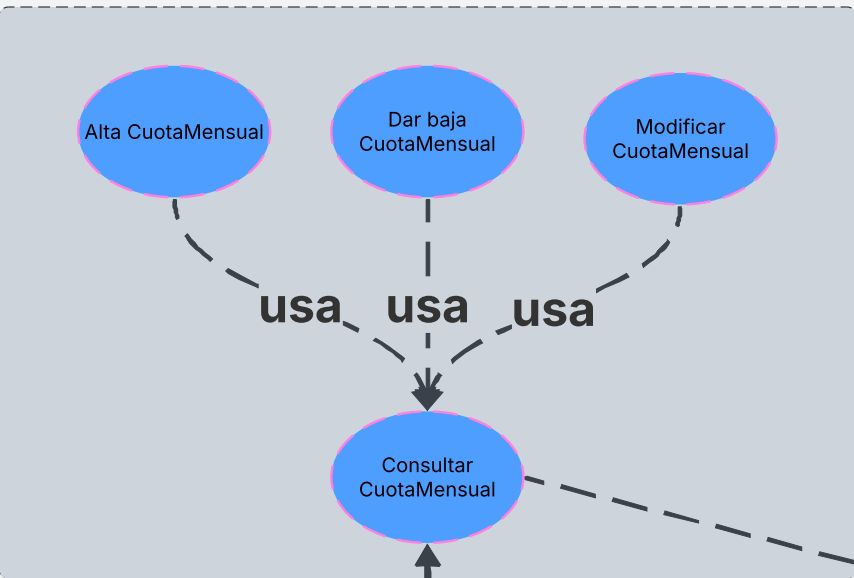 Alta CuotaMensual
Dar baja
CuotaMensual
Modificar
CuotaMensual
usa
usa
usa
Consultar
CuotaMensual